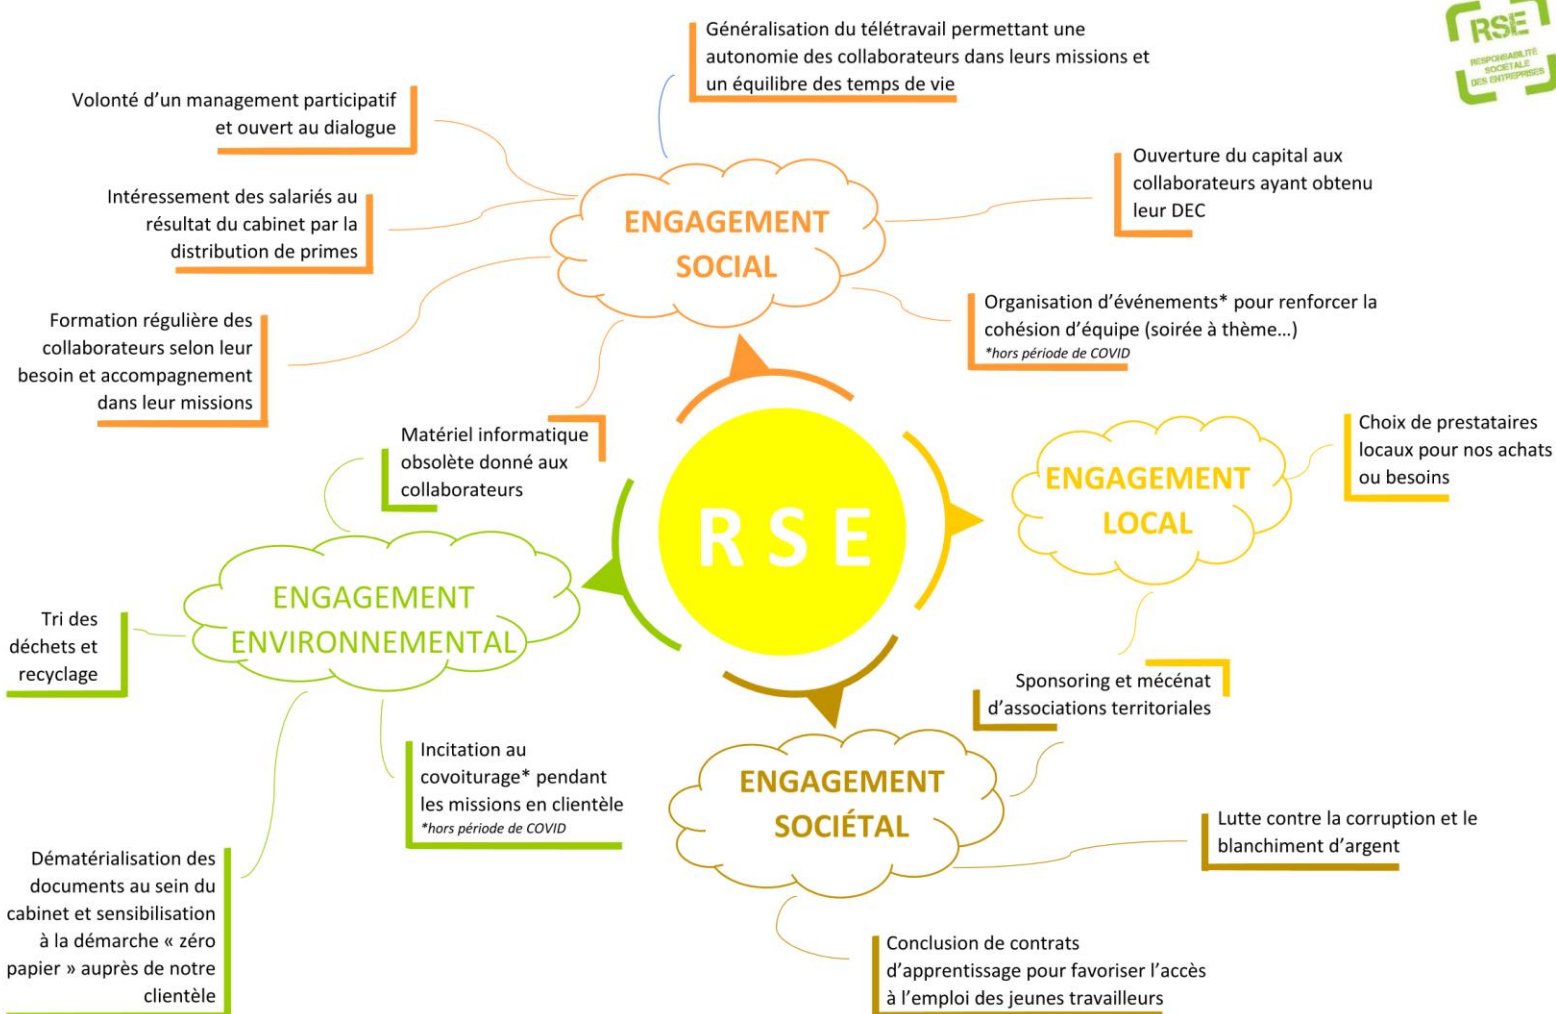 Généralisation du télétravail permettant une
autonomie des collaborateurs dans leurs missions et
un équilibre des temps de vie
RSE
RESPONSABILITÉ
SOCIÉTALE
DES ENTREPRISES
Volonté d'un management participatif
et ouvert au dialogue
Intéressement des salariés au
résultat du cabinet par la
distribution de primes
Formation régulière des
collaborateurs selon leur
besoin et accompagnement
dans leur missions
ENGAGEMENT
SOCIAL
Ouverture du capital aux
collaborateurs ayant obtenu
leur DEC
Organisation d'événements* pour renforcer la
cohésion d'équipe (soirée à thème…)
*hors période de COVID
Matériel informatique
obsolète donné aux
collaborateurs
R S E
ENGAGEMENT
LOCAL
Choix de prestataires
locaux pour nos achats
ou besoins
ENGAGEMENT
ENVIRONNEMENTAL
Tri des
déchets et
recyclage
Incitation au
covoiturage* pendant
les missions en clientèle
*hors période de COVID
Dématérialisation des
documents au sein du
cabinet et sensibilisation
à la démarche « zéro
papier » auprès de notre
clientèle
Sponsoring et mécénat
d'associations territoriales
ENGAGEMENT
SOCIÉTAL
Lutte contre la corruption et le
blanchiment d'argent
Conclusion de contrats
d'apprentissage pour favoriser l'accès
à l'emploi des jeunes travailleurs